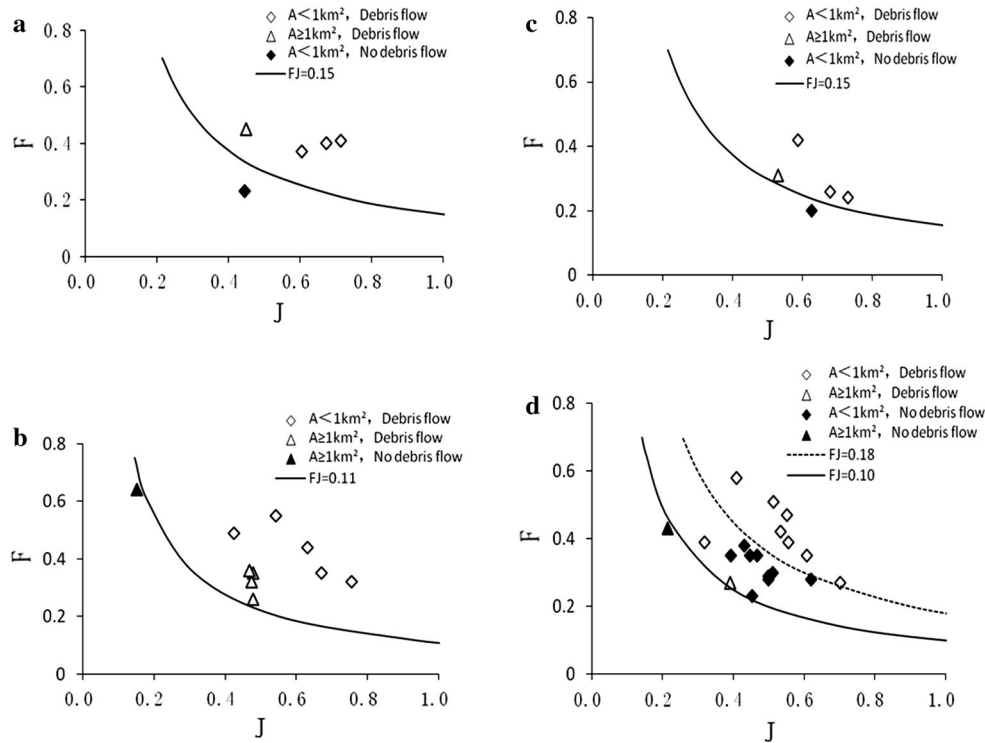 a
A＜1km², Debris flow
A≥1km², Debris flow
A＜1km², No debris flow
FJ=0.15
0.8
0.6
0.4
0.2
0
F
0.0 0.2 0.4 0.6 0.8 1.0
J
c
A＜1km², Debris flow
A≥1km², Debris flow
A＜1km², No debris flow
FJ=0.15
0.8
0.6
0.4
0.2
0
F
0.0 0.2 0.4 0.6 0.8 1.0
J
b
A＜1km², Debris flow
A≥1km², Debris flow
A≥1km², No debris flow
FJ=0.11
0.8
0.6
0.4
0.2
0
F
0.0 0.2 0.4 0.6 0.8 1.0
J
d
A＜1km², Debris flow
A≥1km², Debris flow
A＜1km², No debris flow
A≥1km², No debris flow
FJ=0.18
FJ=0.10
0.8
0.6
0.4
0.2
0
F
0.0 0.2 0.4 0.6 0.8 1.0
J